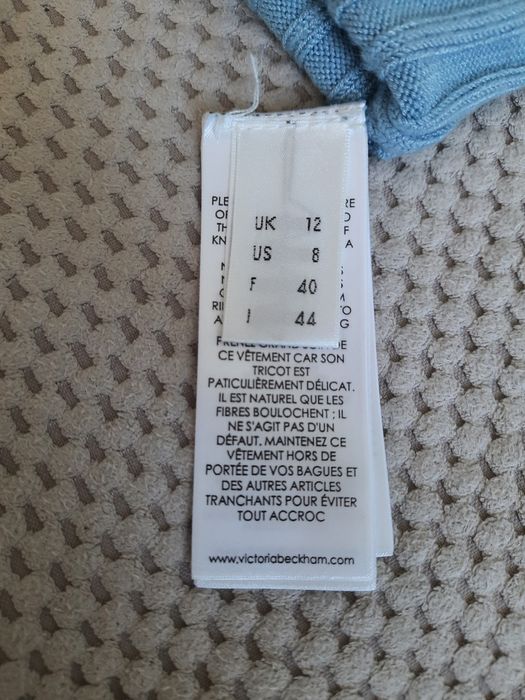 UK 12
US 8
F 40
I 44
CE VÊTEMENT CAR SON
TRICOT EST
PATICULIÈREMENT DÉLICAT.
IL EST NATUREL QUE LES
FIBRES BOULOCHENT ; IL
NE S'AGIT PAS D'UN
DÉFAUT. MAINTENEZ CE
VÊTEMENT HORS DE
PORTÉE DE VOS BAGUES ET
DES AUTRES ARTICLES
TRANCHANTS POUR ÉVITER
TOUT ACCROC
www.victoriabeckham.com